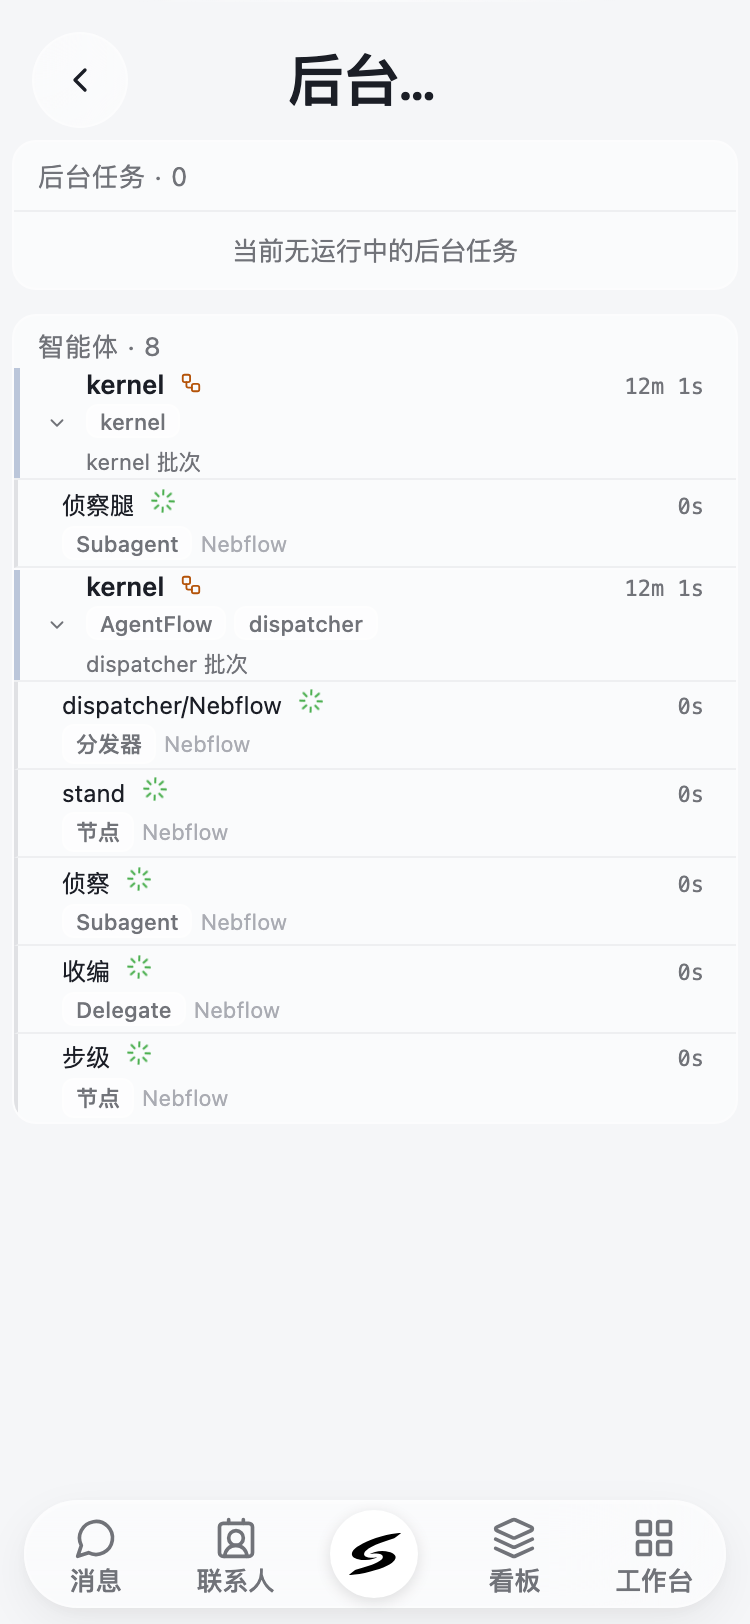 后台...
后台任务 · 0
当前无运行中的后台任务
智能体 · 8
kernel 12m 1s
kernel
kernel 批次
侦察腿 0s
Subagent Nebflow
kernel 12m 1s
AgentFlow dispatcher
dispatcher 批次
dispatcher/Nebflow 0s
分发器 Nebflow
stand 0s
节点 Nebflow
侦察 0s
Subagent Nebflow
收编 0s
Delegate Nebflow
步级 0s
节点 Nebflow
消息 联系人 看板 工作台